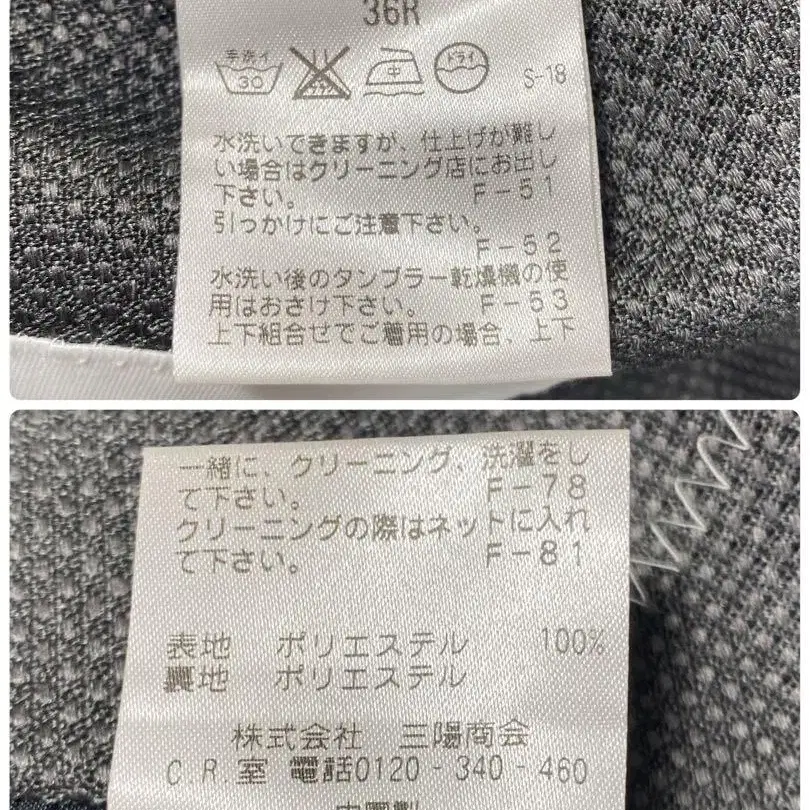 36R
手洗イ
30
中
ドライ
S-18
水洗いできますが、仕上げが難し
い場合はクリーニング店にお出し
下さい。 F-51
引っかけにご注意下さい。
F-52
水洗い後のタンブラー乾燥機の使
用はおさけ下さい。 F-53
上下組合せてご着用の場合、上下
一緒に、クリーニング、洗濯をし
て下さい。 F-78
クリーニングの際はネットに入れ
て下さい。 F-81
表地 ポリエステル 100%
裏地 ポリエステル
株式会社 三陽商会
C.R.室 電話0120-340-460